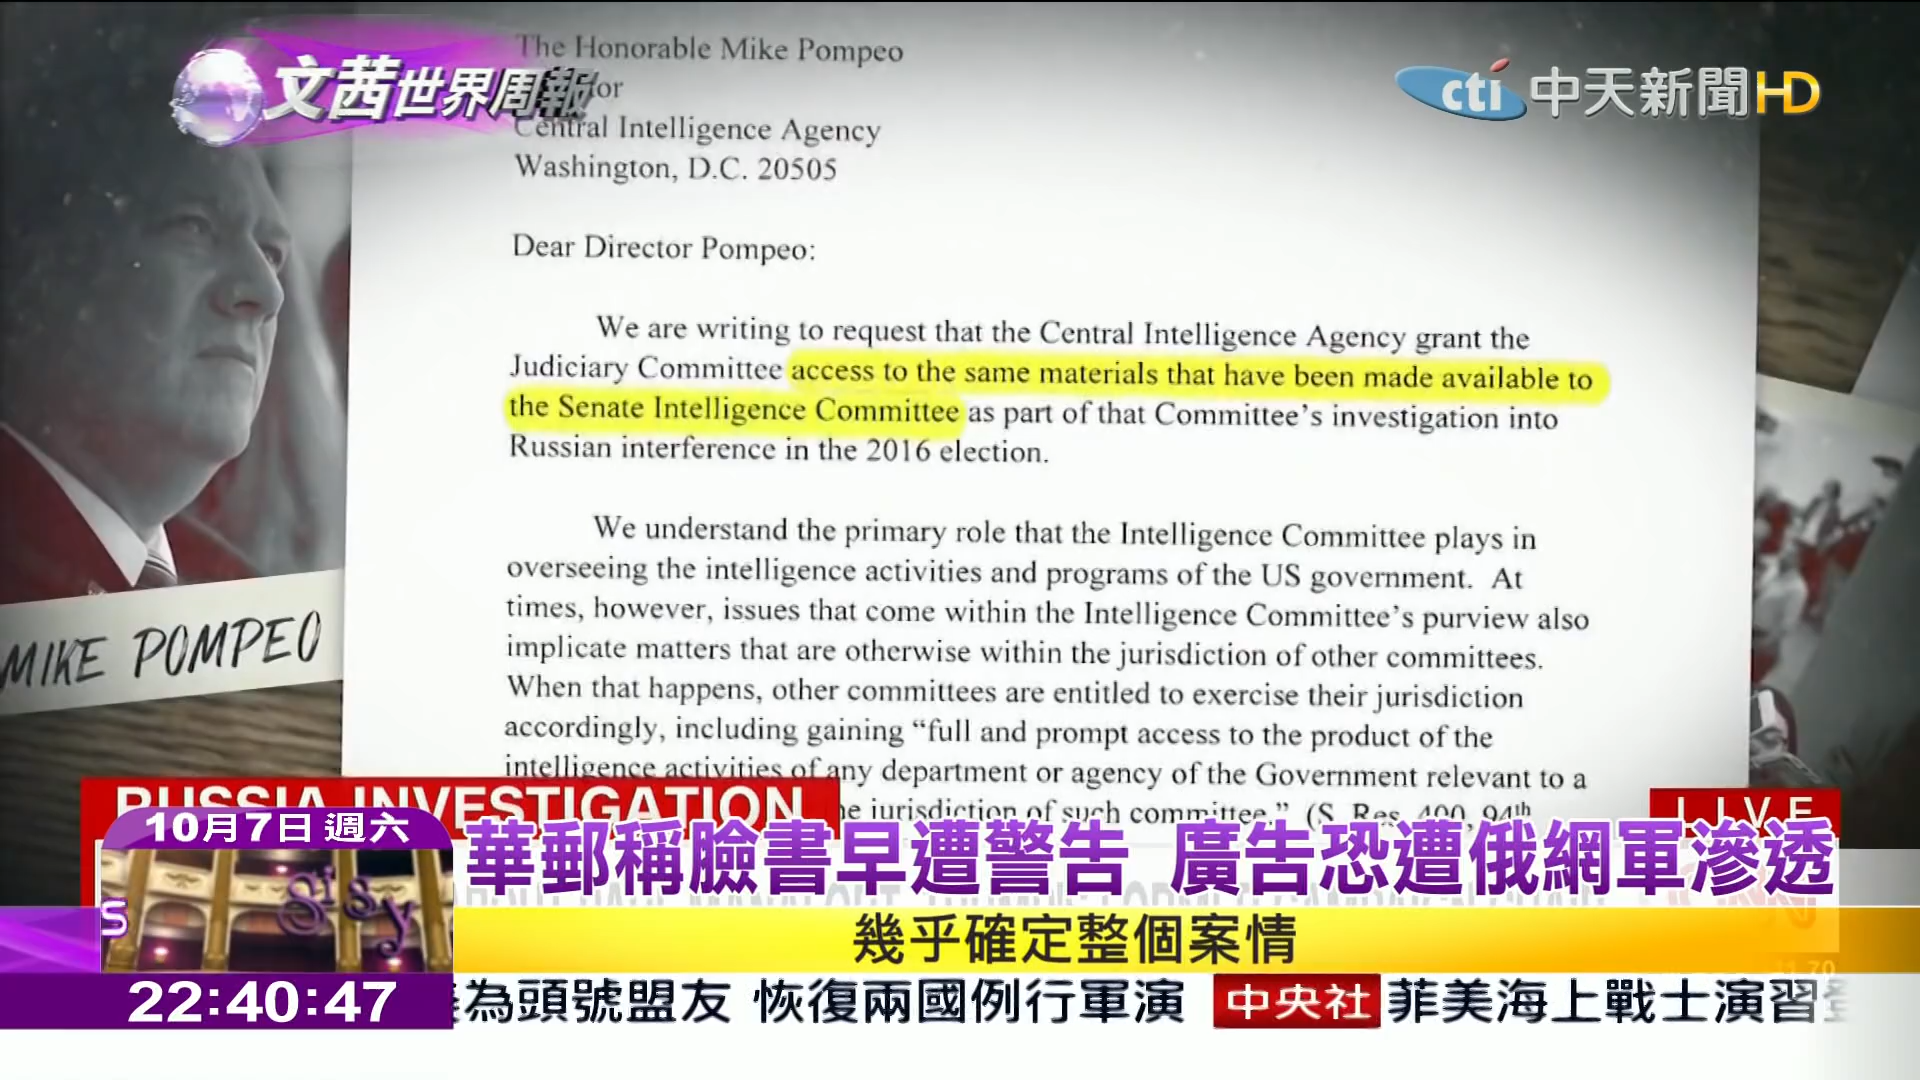 The Honorable Mike Pompeo
文茜世界周報
cti 中天新聞HD
Central Intelligence Agency
Washington, D.C. 20505
Dear Director Pompeo:
We are writing to request that the Central Intelligence Agency grant the
Judiciary Committee access to the same materials that have been made available to
the Senate Intelligence Committee as part of that Committee's investigation into
Russian interference in the 2016 election.
We understand the primary role that the Intelligence Committee plays in
overseeing the intelligence activities and programs of the US government. At
times, however, issues that come within the Intelligence Committee's purview also
implicate matters that are otherwise within the jurisdiction of other committees.
When that happens, other committees are entitled to exercise their jurisdiction
accordingly, including gaining “full and prompt access to the product of the
intelligence activities of any department or agency of the Government relevant to a
jurisdiction of such committee.” (S. Res. 400, 94th
MIKE POMPEO
RUSSIA INVESTIGATION
LIVE
10月7日 週六
華郵稱臉書早遭警告 廣告恐遭俄網軍滲透
Sisy
幾乎確定整個案情
22:40:47
為頭號盟友 恢復兩國例行軍演 中央社 菲美海上戰士演習